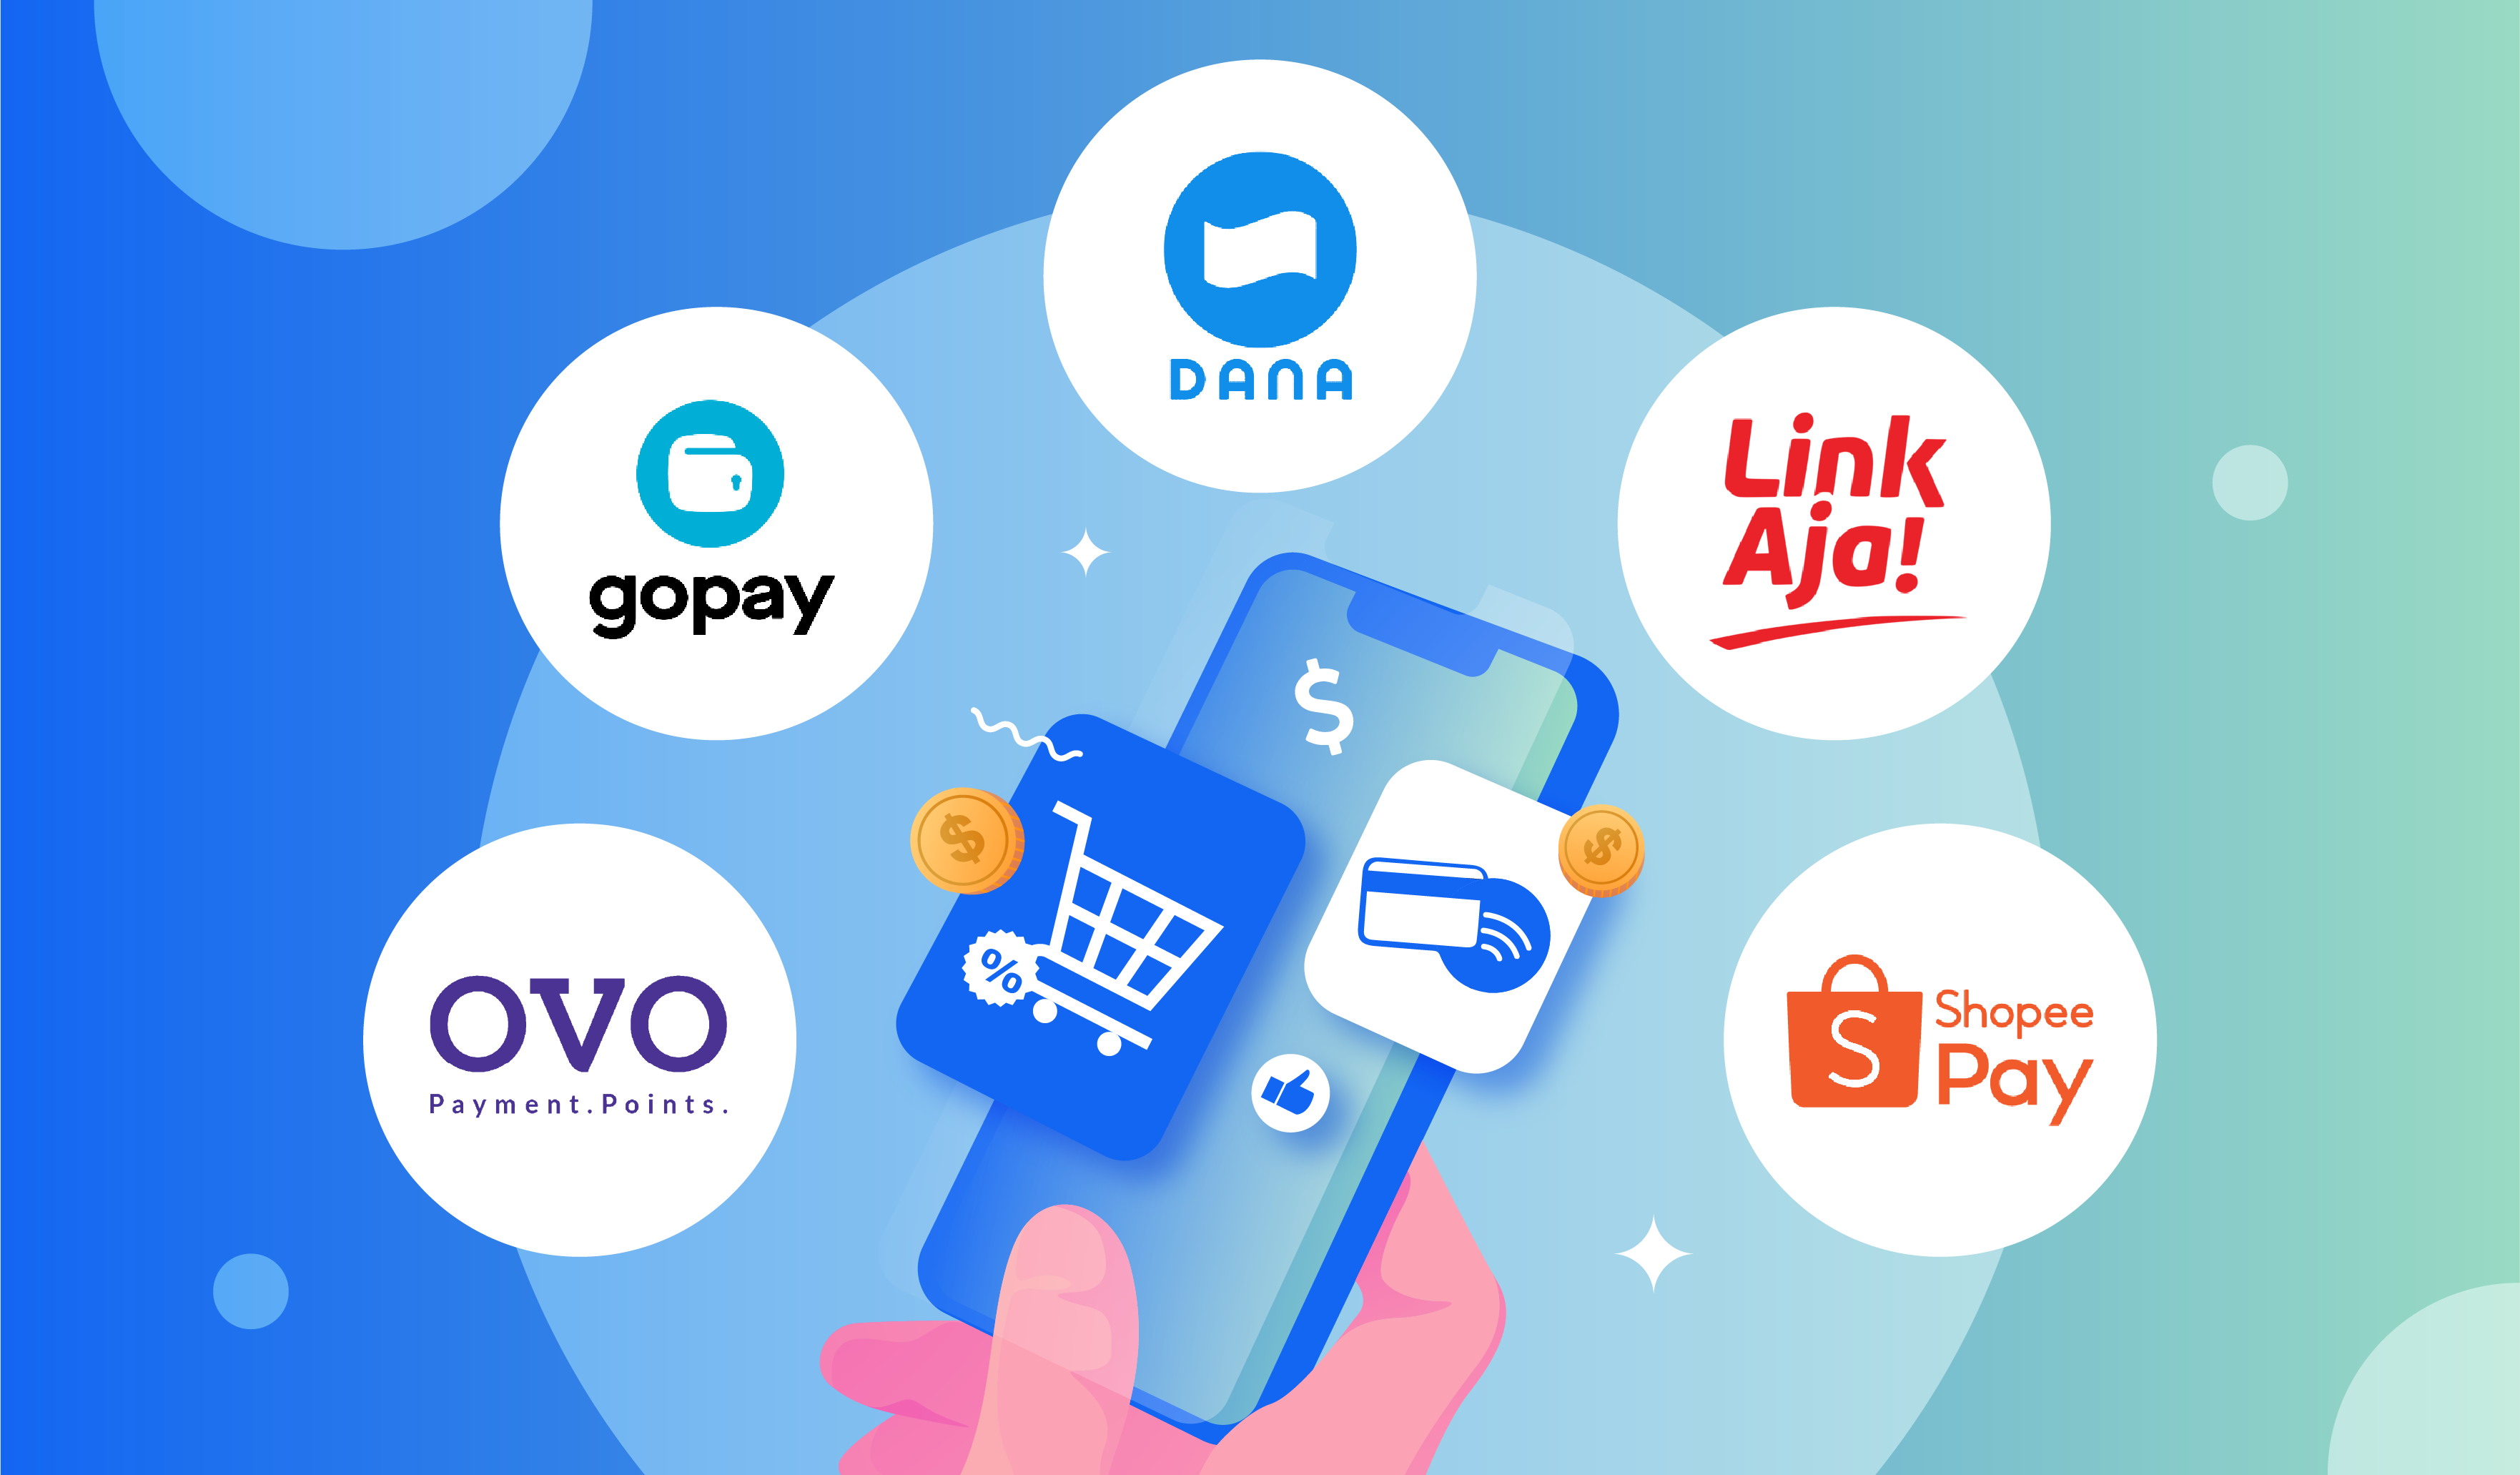 DANA
gopay
Link
Aja!
$
$
$
%
OVO
Payment.Points.
S
Shopee
Pay